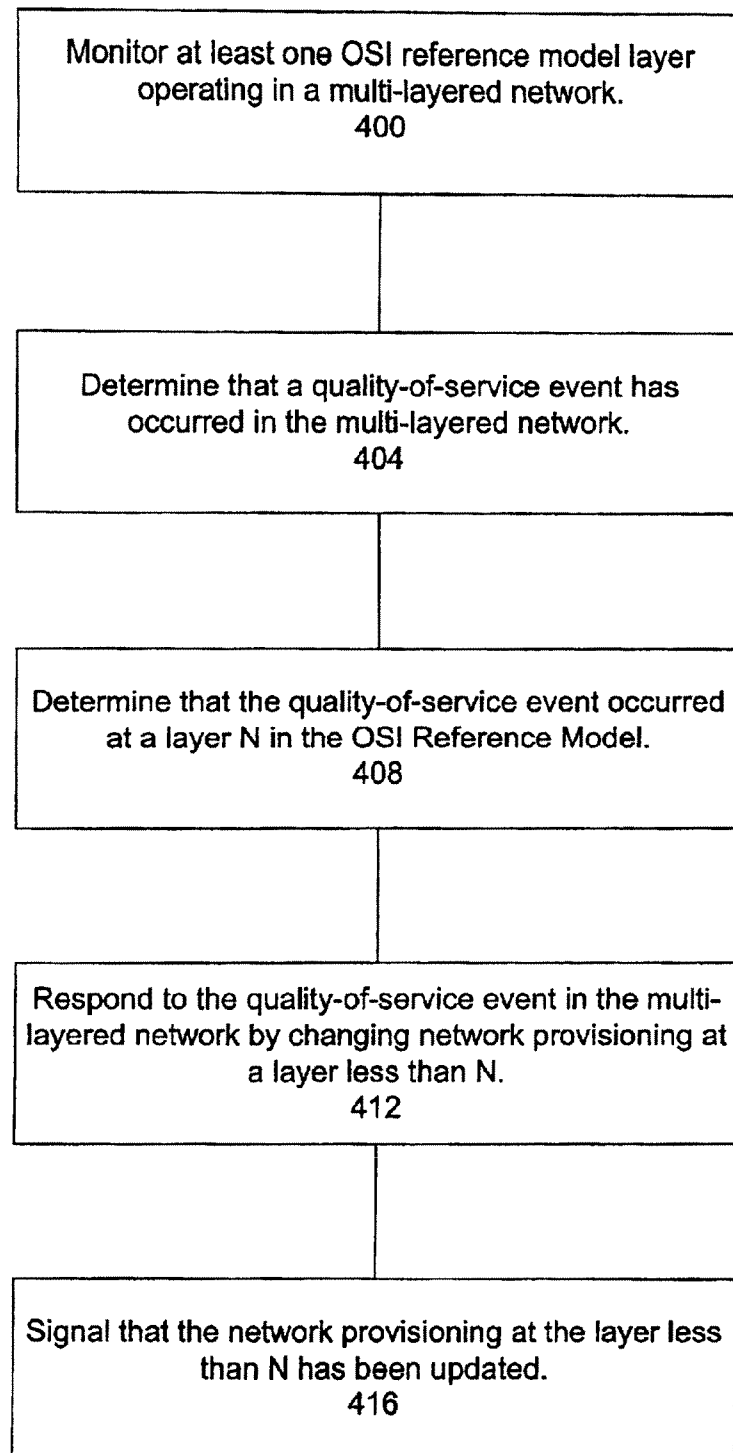 Monitor at least one OSI reference model layer
operating in a multi-layered network.
400
Determine that a quality-of-service event has
occurred in the multi-layered network.
404
Determine that the quality-of-service event occurred
at a layer N in the OSI Reference Model.
408
Respond to the quality-of-service event in the multi-
layered network by changing network provisioning at
a layer less than N.
412
Signal that the network provisioning at the layer less
than N has been updated.
416